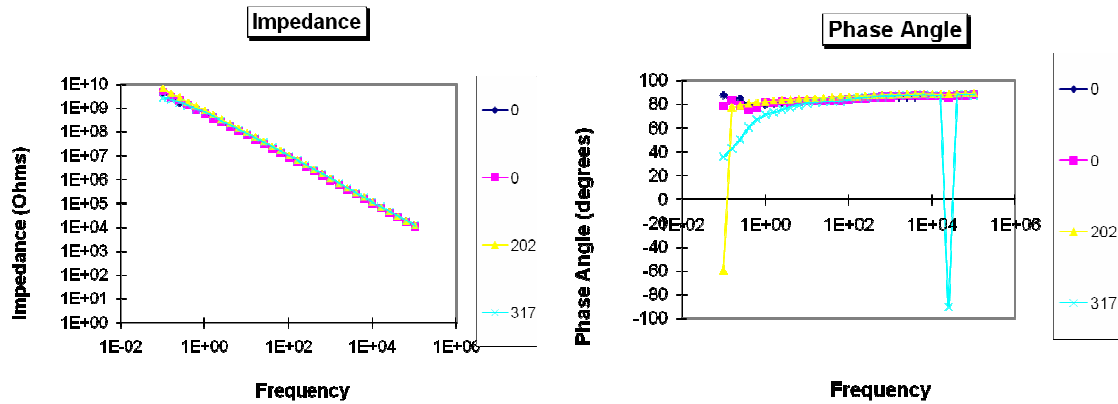 Impedance
1E+10
1E+09
1E+08
1E+07
1E+06
1E+05
1E+04
1E+03
1E+02
1E+01
1E+00
1E-02 1E+00 1E+02 1E+04 1E+06
Impedance (Ohms)
Frequency
0
0
202
317
Phase Angle
100
80
60
40
20
0
-20
-40
-60
-80
-100
1E-02 1E+00 1E+02 1E+04 1E+06
Phase Angle (degrees)
Frequency
0
0
202
317